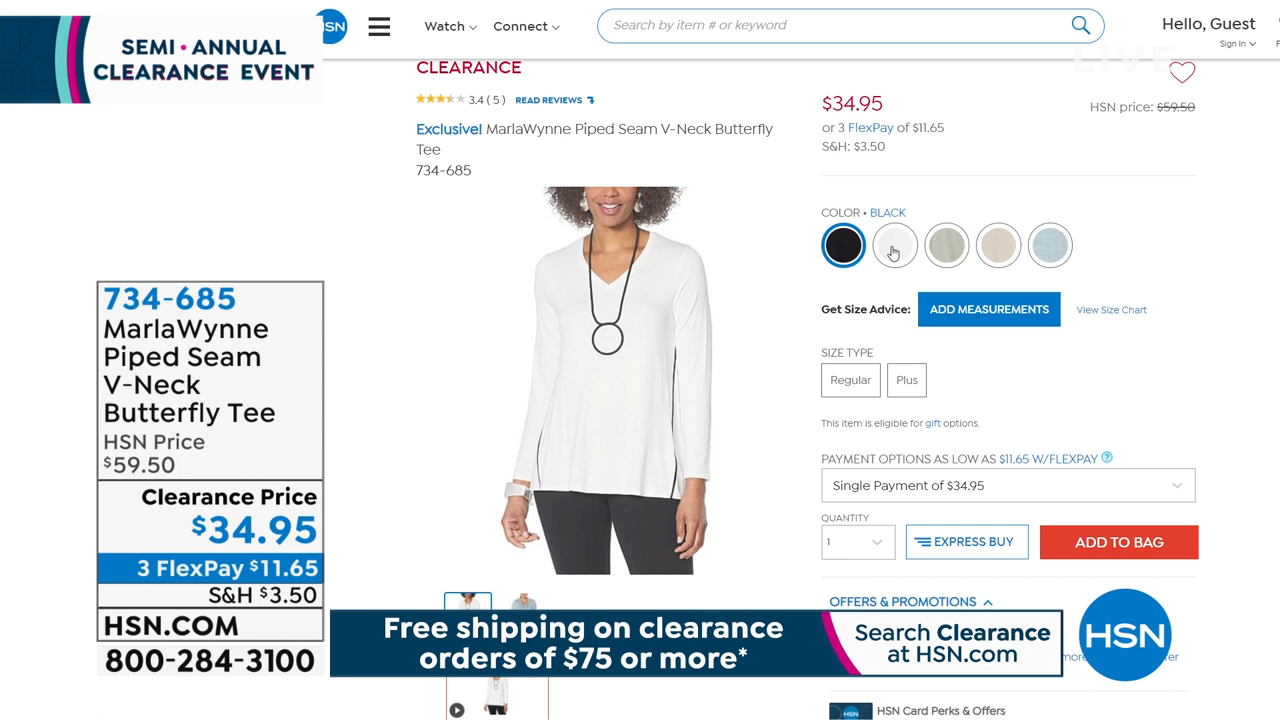 SEMI • ANNUAL
CLEARANCE EVENT
HSN
Watch
Connect
Search by item # or keyword
Hello, Guest
Sign In
LIVE
CLEARANCE
3.4 ( 5 ) READ REVIEWS
Exclusive! MarlaWynne Piped Seam V-Neck Butterfly
Tee
734-685
$34.95
HSN price: $59.50
or 3 FlexPay of $11.65
S&H: $3.50
COLOR • BLACK
Get Size Advice: ADD MEASUREMENTS View Size Chart
SIZE TYPE
Regular Plus
This item is eligible for gift options.
PAYMENT OPTIONS AS LOW AS $11.65 W/FLEXPAY ?
Single Payment of $34.95
QUANTITY
1 EXPRESS BUY ADD TO BAG
OFFERS & PROMOTIONS
HSN Card Perks & Offers
HSN
734-685
MarlaWynne
Piped Seam
V-Neck
Butterfly Tee
HSN Price
$59.50
Clearance Price
$34.95
3 FlexPay $11.65
S&H $3.50
HSN.COM
800-284-3100
Free shipping on clearance
orders of $75 or more*
Search Clearance
at HSN.com
HSN